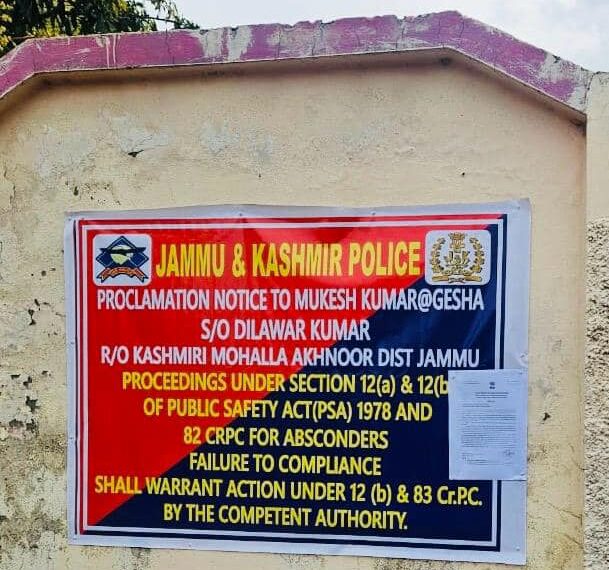 JAMMU & KASHMIR POLICE
PROCLAMATION NOTICE TO MUKESH KUMAR@GESHA
S/O DILAWAR KUMAR
R/O KASHMIRI MOHALLA AKHNOOR DIST JAMMU
PROCEEDINGS UNDER SECTION 12(a) & 12(b
OF PUBLIC SAFETY ACT(PSA) 1978 AND
82 CRPC FOR ABSCONDERS
FAILURE TO COMPLIANCE
SHALL WARRANT ACTION UNDER 12 (b) & 83 Cr.P.C.
BY THE COMPETENT AUTHORITY.